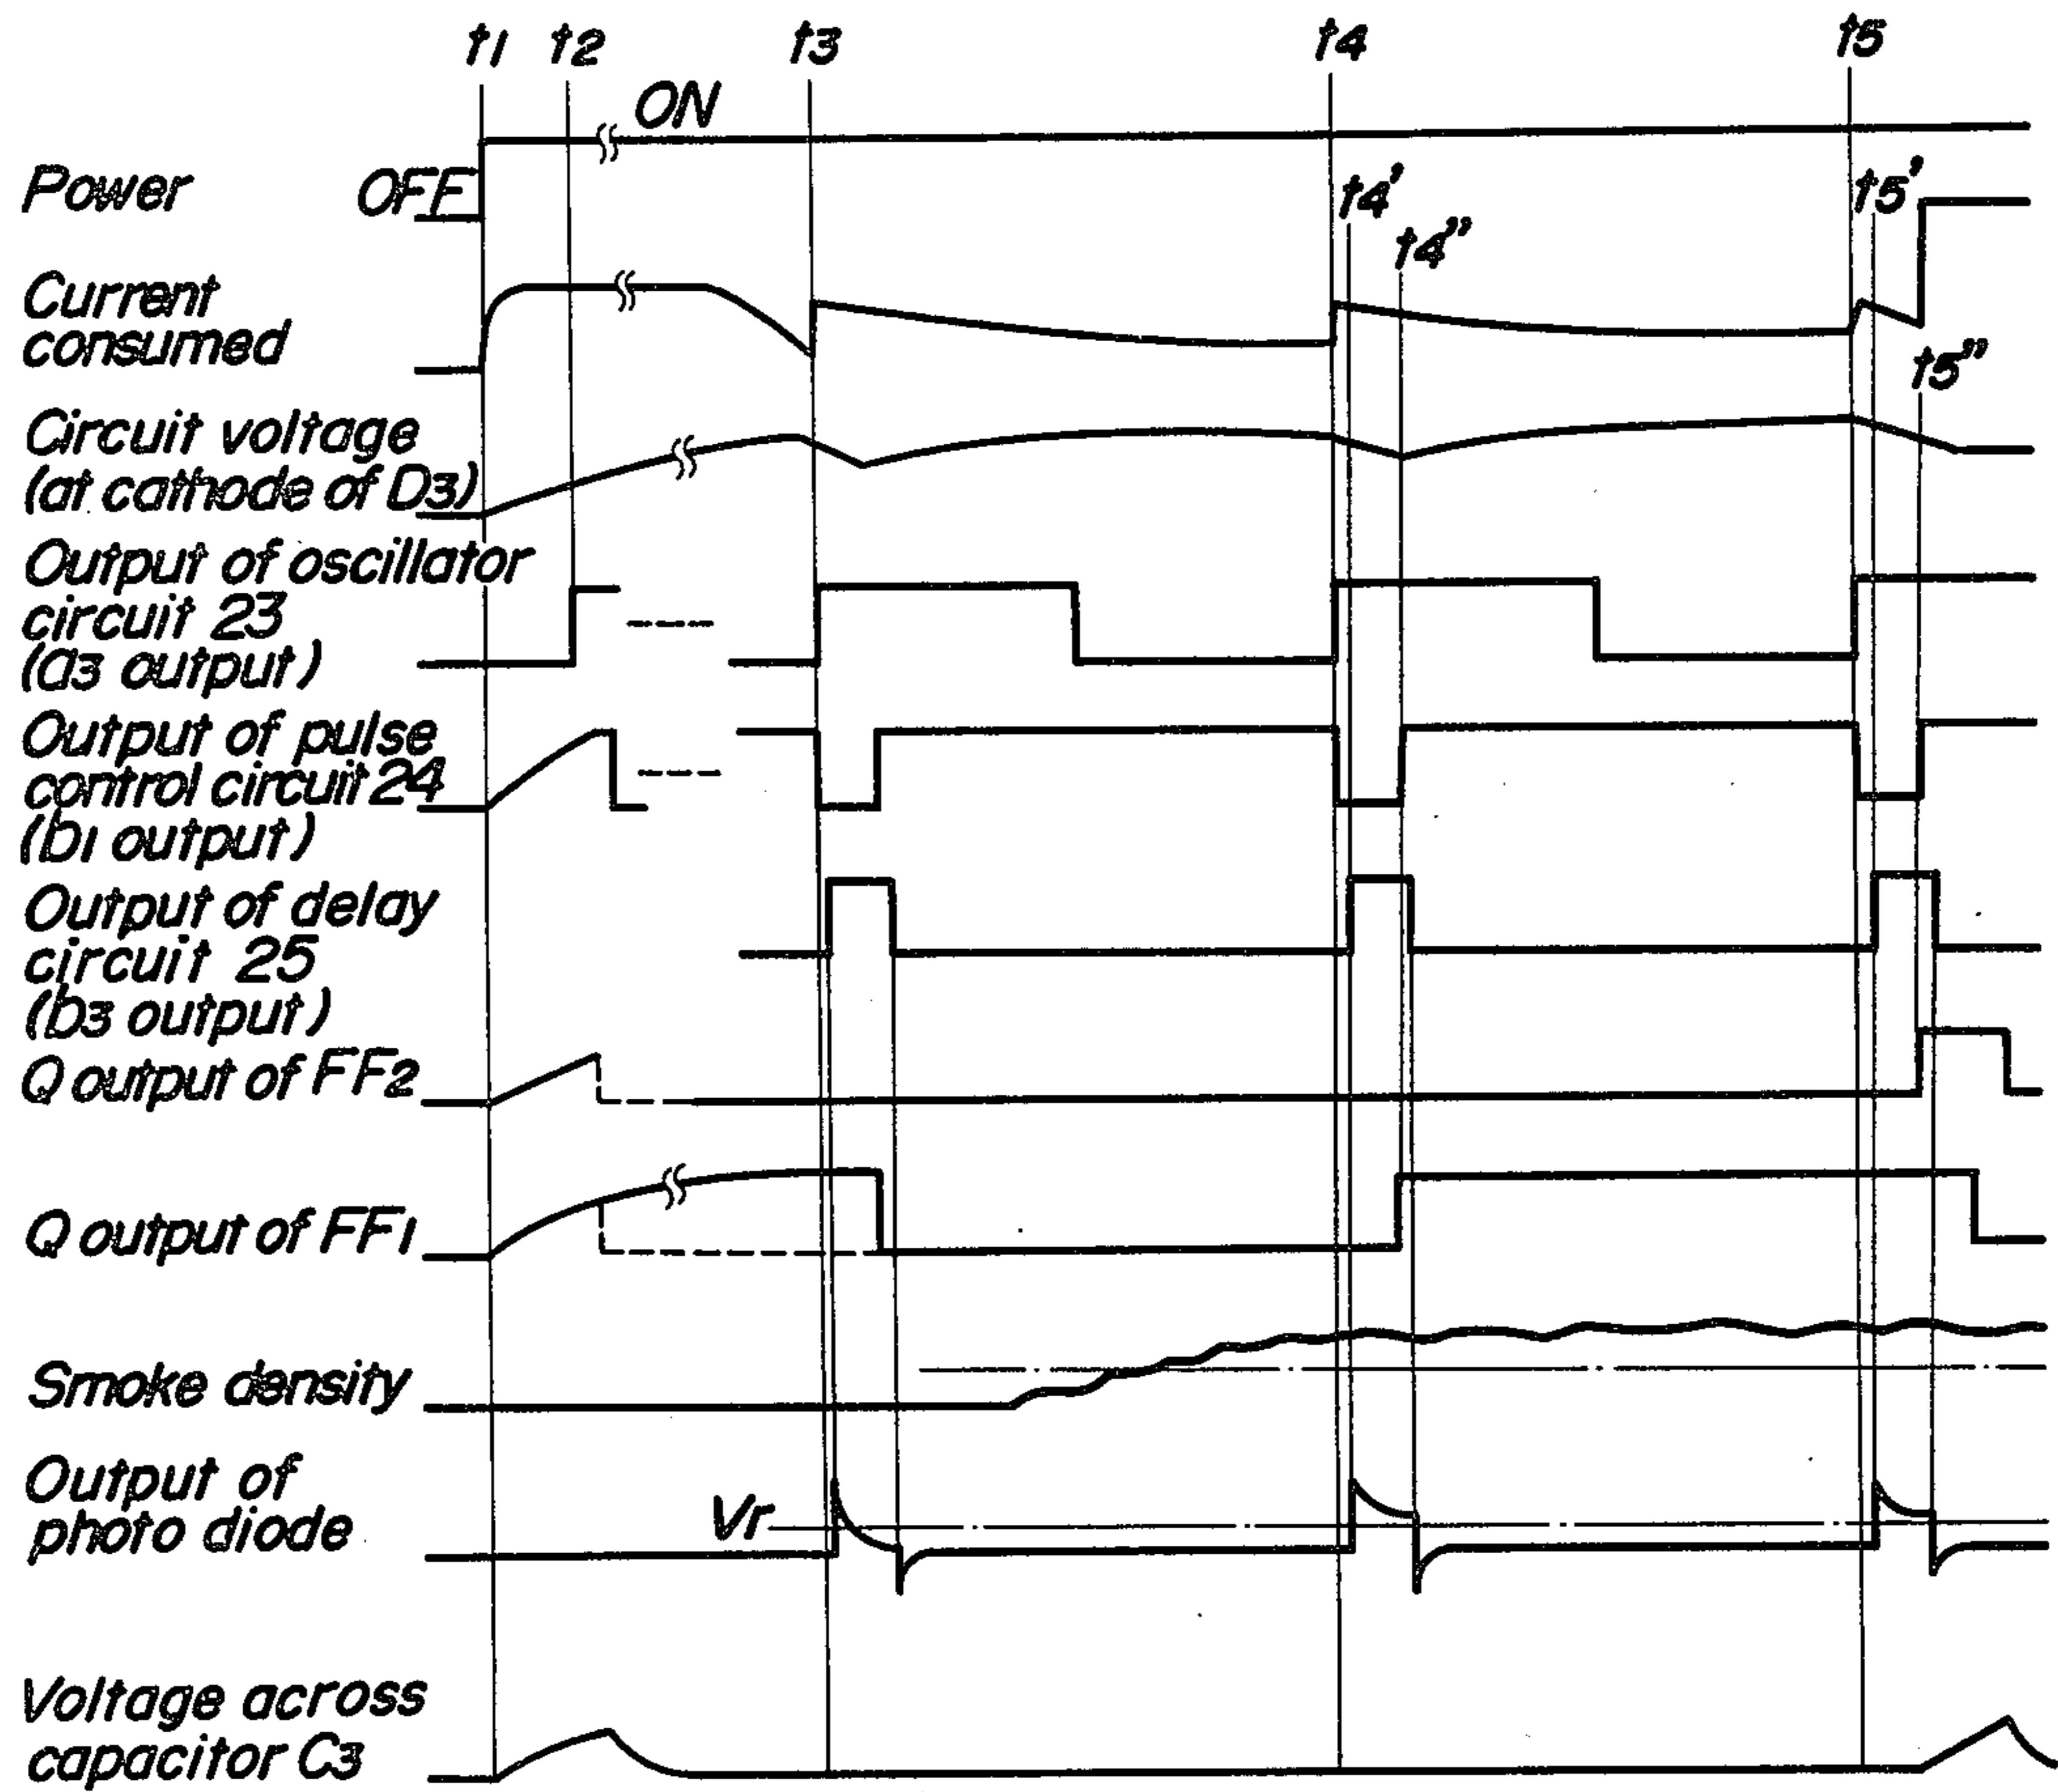 t1 t2 t3 t4 t5
ON
Power OFF
t4' t5'
t4"
Current
consumed
t5"
Circuit voltage
(at cathode of D3)
Output of oscillator
circuit 23
(a3 output)
Output of pulse
control circuit 24
(b1 output)
Output of delay
circuit 25
(b3 output)
Q output of FF2
Q output of FF1
Smoke density
Output of
photo diode
Vr
Voltage across
capacitor C3